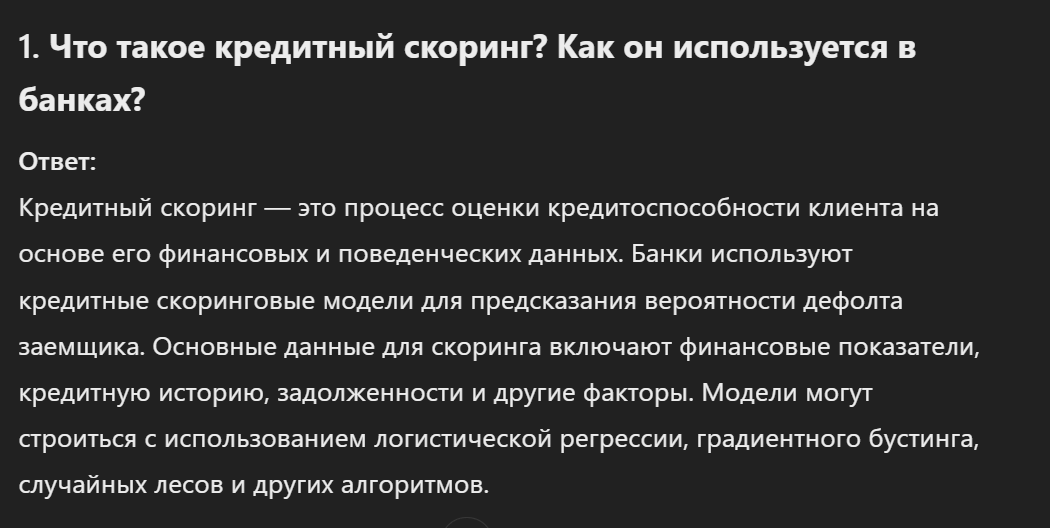 1. Что такое кредитный скоринг? Как он используется в
банках?
Ответ:
Кредитный скоринг — это процесс оценки кредитоспособности клиента на
основе его финансовых и поведенческих данных. Банки используют
кредитные скоринговые модели для предсказания вероятности дефолта
заемщика. Основные данные для скоринга включают финансовые показатели,
кредитную историю, задолженности и другие факторы. Модели могут
строиться с использованием логистической регрессии, градиентного бустинга,
случайных лесов и других алгоритмов.